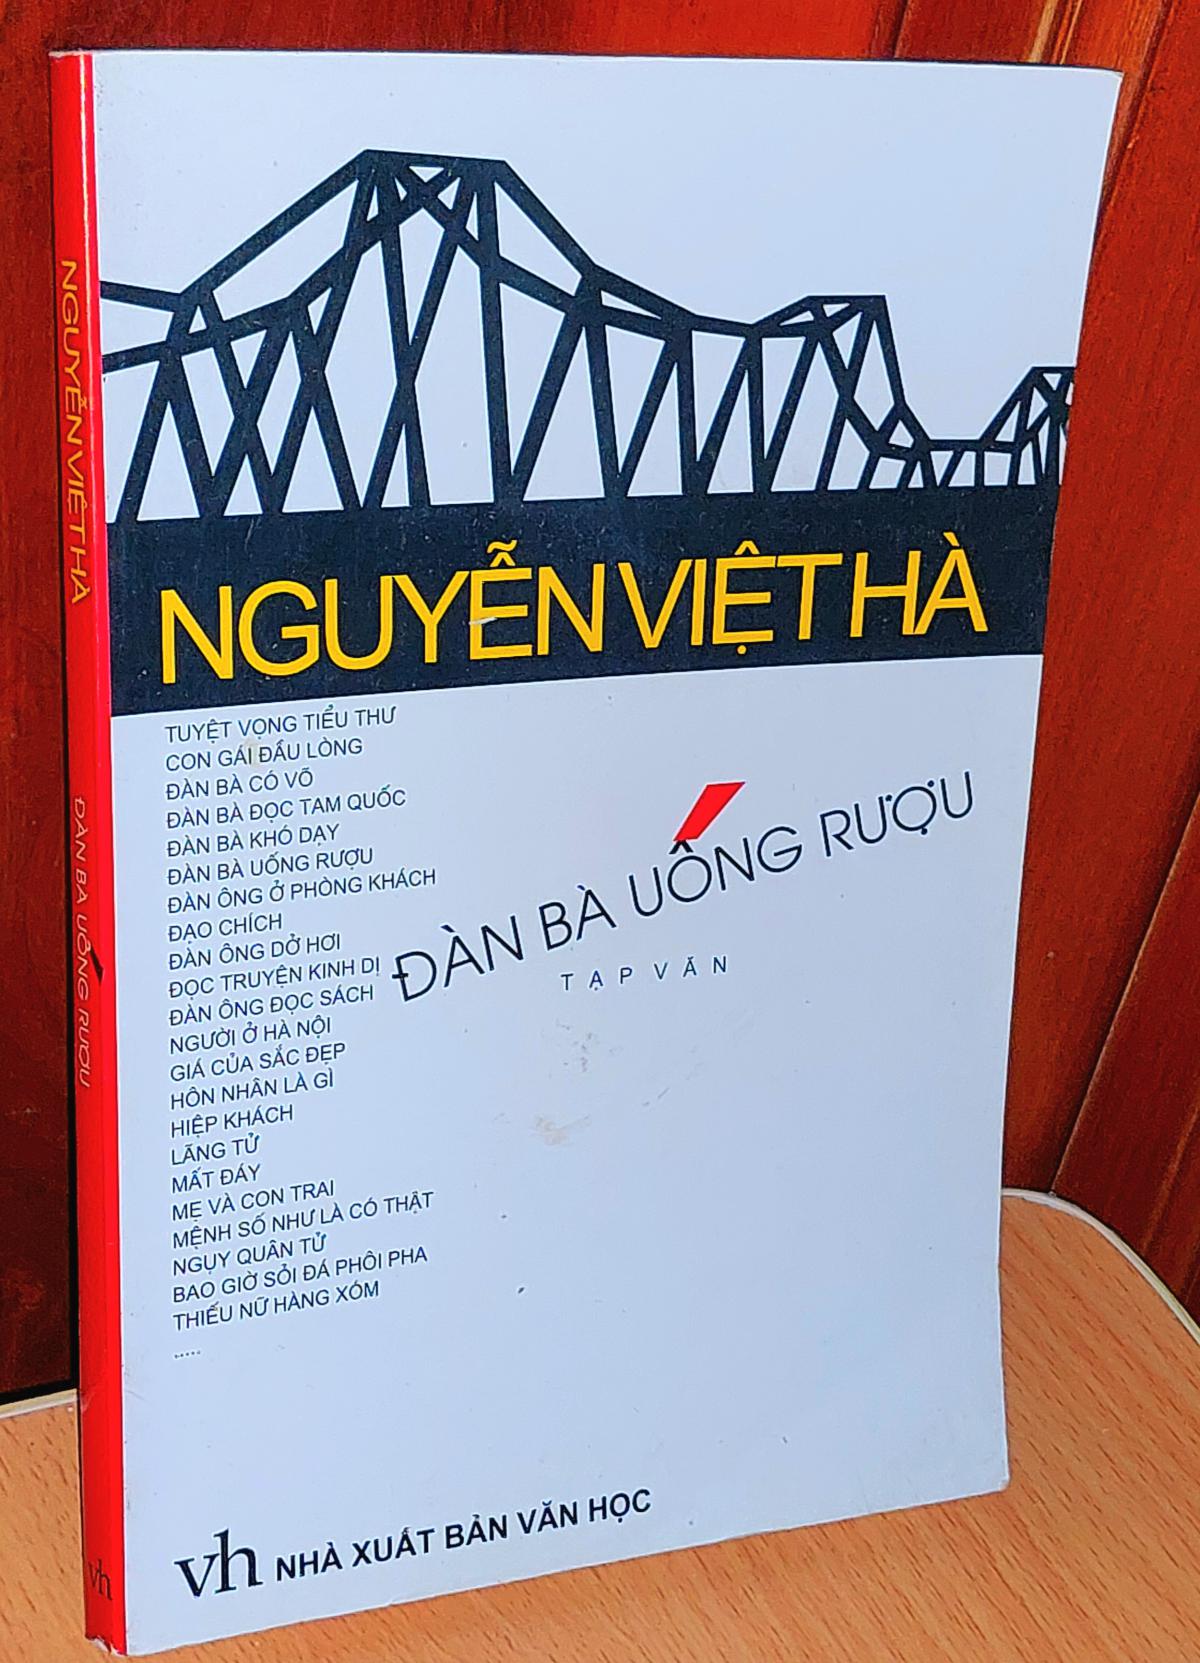 NGUYỄN VIỆT HÀ
ĐÀN BÀ UỐNG RƯỢU
vh
NGUYỄN VIỆT HÀ
TUYỆT VỌNG TIỂU THƯ
CON GÁI ĐẦU LÒNG
ĐÀN BÀ CÓ VÕ
ĐÀN BÀ ĐỌC TAM QUỐC
ĐÀN BÀ KHÓ DẠY
ĐÀN BÀ UỐNG RƯỢU
ĐÀN ÔNG Ở PHÒNG KHÁCH
ĐẠO CHÍCH
ĐÀN ÔNG DỞ HƠI
ĐỌC TRUYỆN KINH DỊ
ĐÀN ÔNG ĐỌC SÁCH
NGƯỜI Ở HÀ NỘI
GIÁ CỦA SẮC ĐẸP
HÔN NHÂN LÀ GÌ
HIỆP KHÁCH
LÃNG TỬ
MẤT ĐÁY
MẸ VÀ CON TRAI
MỆNH SỐ NHƯ LÀ CÓ THẬT
NGỤY QUÂN TỬ
BAO GIỜ SỎI ĐÁ PHÔI PHA
THIẾU NỮ HÀNG XÓM
.....
ĐÀN BÀ UỐNG RƯỢU
TẠP VĂN
vh NHÀ XUẤT BẢN VĂN HỌC